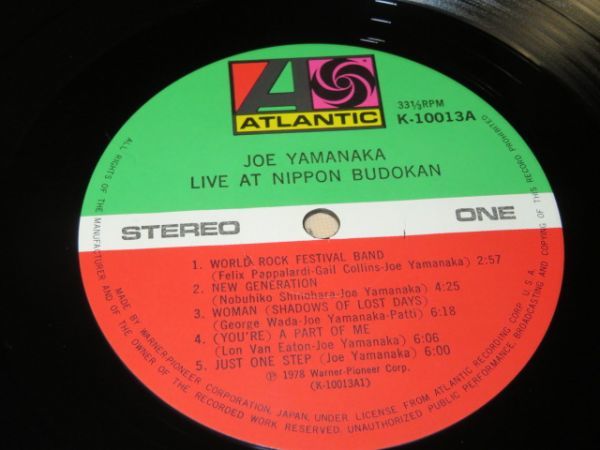 ATLANTIC
33⅓RPM
K-10013A
JOE YAMANAKA
LIVE AT NIPPON BUDOKAN
STEREO
ONE
1. WORLD ROCK FESTIVAL BAND
(Felix Pappalardi-Gail Collins-Joe Yamanaka) 2:57
2. NEW GENERATION
(Nobuhiko Shinohara-Joe Yamanaka) 4:25
3. WOMAN (SHADOWS OF LOST DAYS)
(George Wada-Joe Yamanaka-Patti) 6:18
4. (YOU'RE) A PART OF ME
(Lon Van Eaton-Joe Yamanaka) 6:06
5. JUST ONE STEP (Joe Yamanaka) 6:00
Ⓟ 1978 Warner-Pioneer Corp.
(K-10013A1)
ALL RIGHTS OF THE MANUFACTURER AND OF THE OWNER OF THE RECORDED WORK RESERVED. UNAUTHORIZED PUBLIC PERFORMANCE, BROADCASTING AND COPYING OF THIS RECORD PROHIBITED
MADE BY WARNER-PIONEER CORPORATION, JAPAN, UNDER LICENSE FROM ATLANTIC RECORDING CORP. U.S.A.